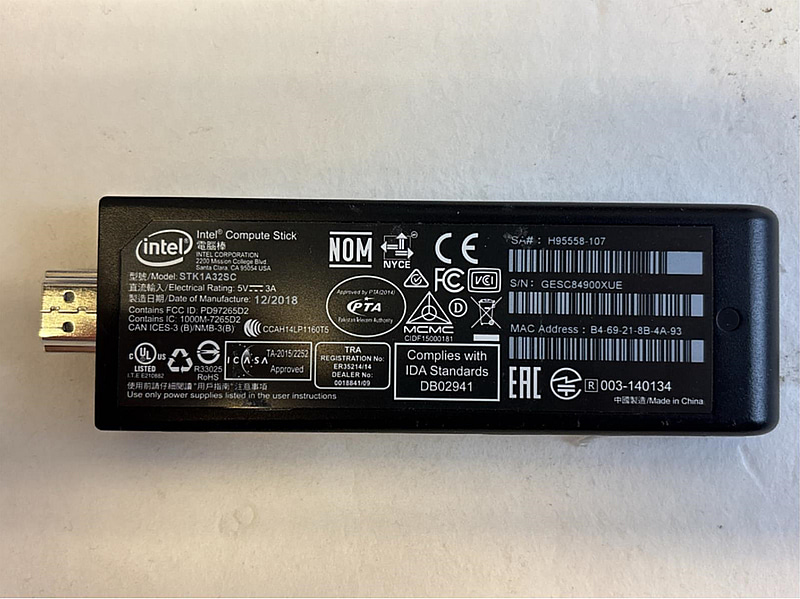 intel®
Intel® Compute Stick
電腦棒
INTEL CORPORATION
2200 Mission College Blvd.
Santa Clara, CA 95054 USA
型號/Model: STK1A32SC
直流輸入/Electrical Rating: 5V 3A
製造日期/Date of Manufacture: 12/2018
Contains FCC ID: PD97265D2
Contains IC: 1000M-7265D2
CAN ICES-3 (B)/NMB-3(B)
CCAH14LP1160T5
NOM
NYCE
CE
Approved by PTA (2014)
PTA
Pakistan Telecom Authority
FC
VCI
MCMC
CIDF15000181
D
SA#: H95558-107
S/N: GESC84900XUE
MAC Address: B4-69-21-8B-4A-93
c UL US
LISTED
I.T.E E210882
R33025
RoHS
ICASA
TA-2015/2252
Approved
TRA
REGISTRATION No:
ER35214/14
DEALER No:
0018841/09
Complies with
IDA Standards
DB02941
EAC
R 003-140134
使用前請仔細閱讀"用戶指南"注意事項
Use only power supplies listed in the user instructions
中國製造/Made in China